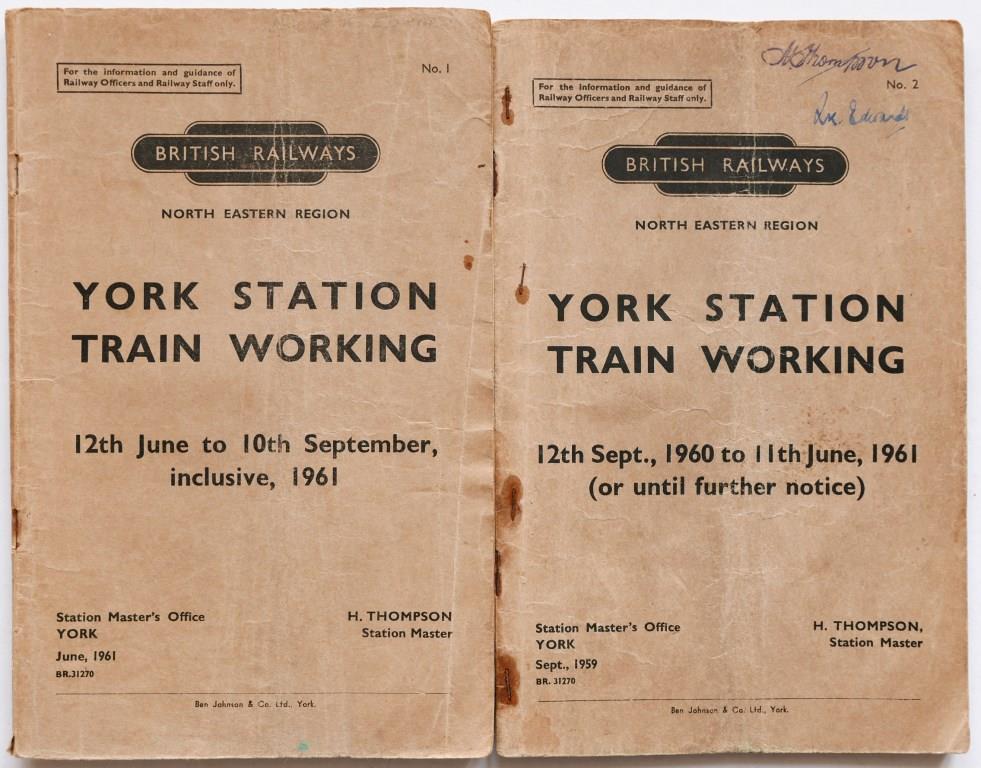 For the information and guidance of
Railway Officers and Railway Staff only.
No. 1
BRITISH RAILWAYS
NORTH EASTERN REGION
YORK STATION
TRAIN WORKING
12th June to 10th September,
inclusive, 1961
Station Master's Office
YORK
June, 1961
BR.31270
H. THOMPSON
Station Master
Ben Johnson & Co. Ltd., York.
H Thompson
For the information and guidance of
Railway Officers and Railway Staff only.
No. 2
Edwards
BRITISH RAILWAYS
NORTH EASTERN REGION
YORK STATION
TRAIN WORKING
12th Sept., 1960 to 11th June, 1961
(or until further notice)
Station Master's Office
YORK
Sept., 1959
BR. 31270
H. THOMPSON,
Station Master
Ben Johnson & Co. Ltd., York.